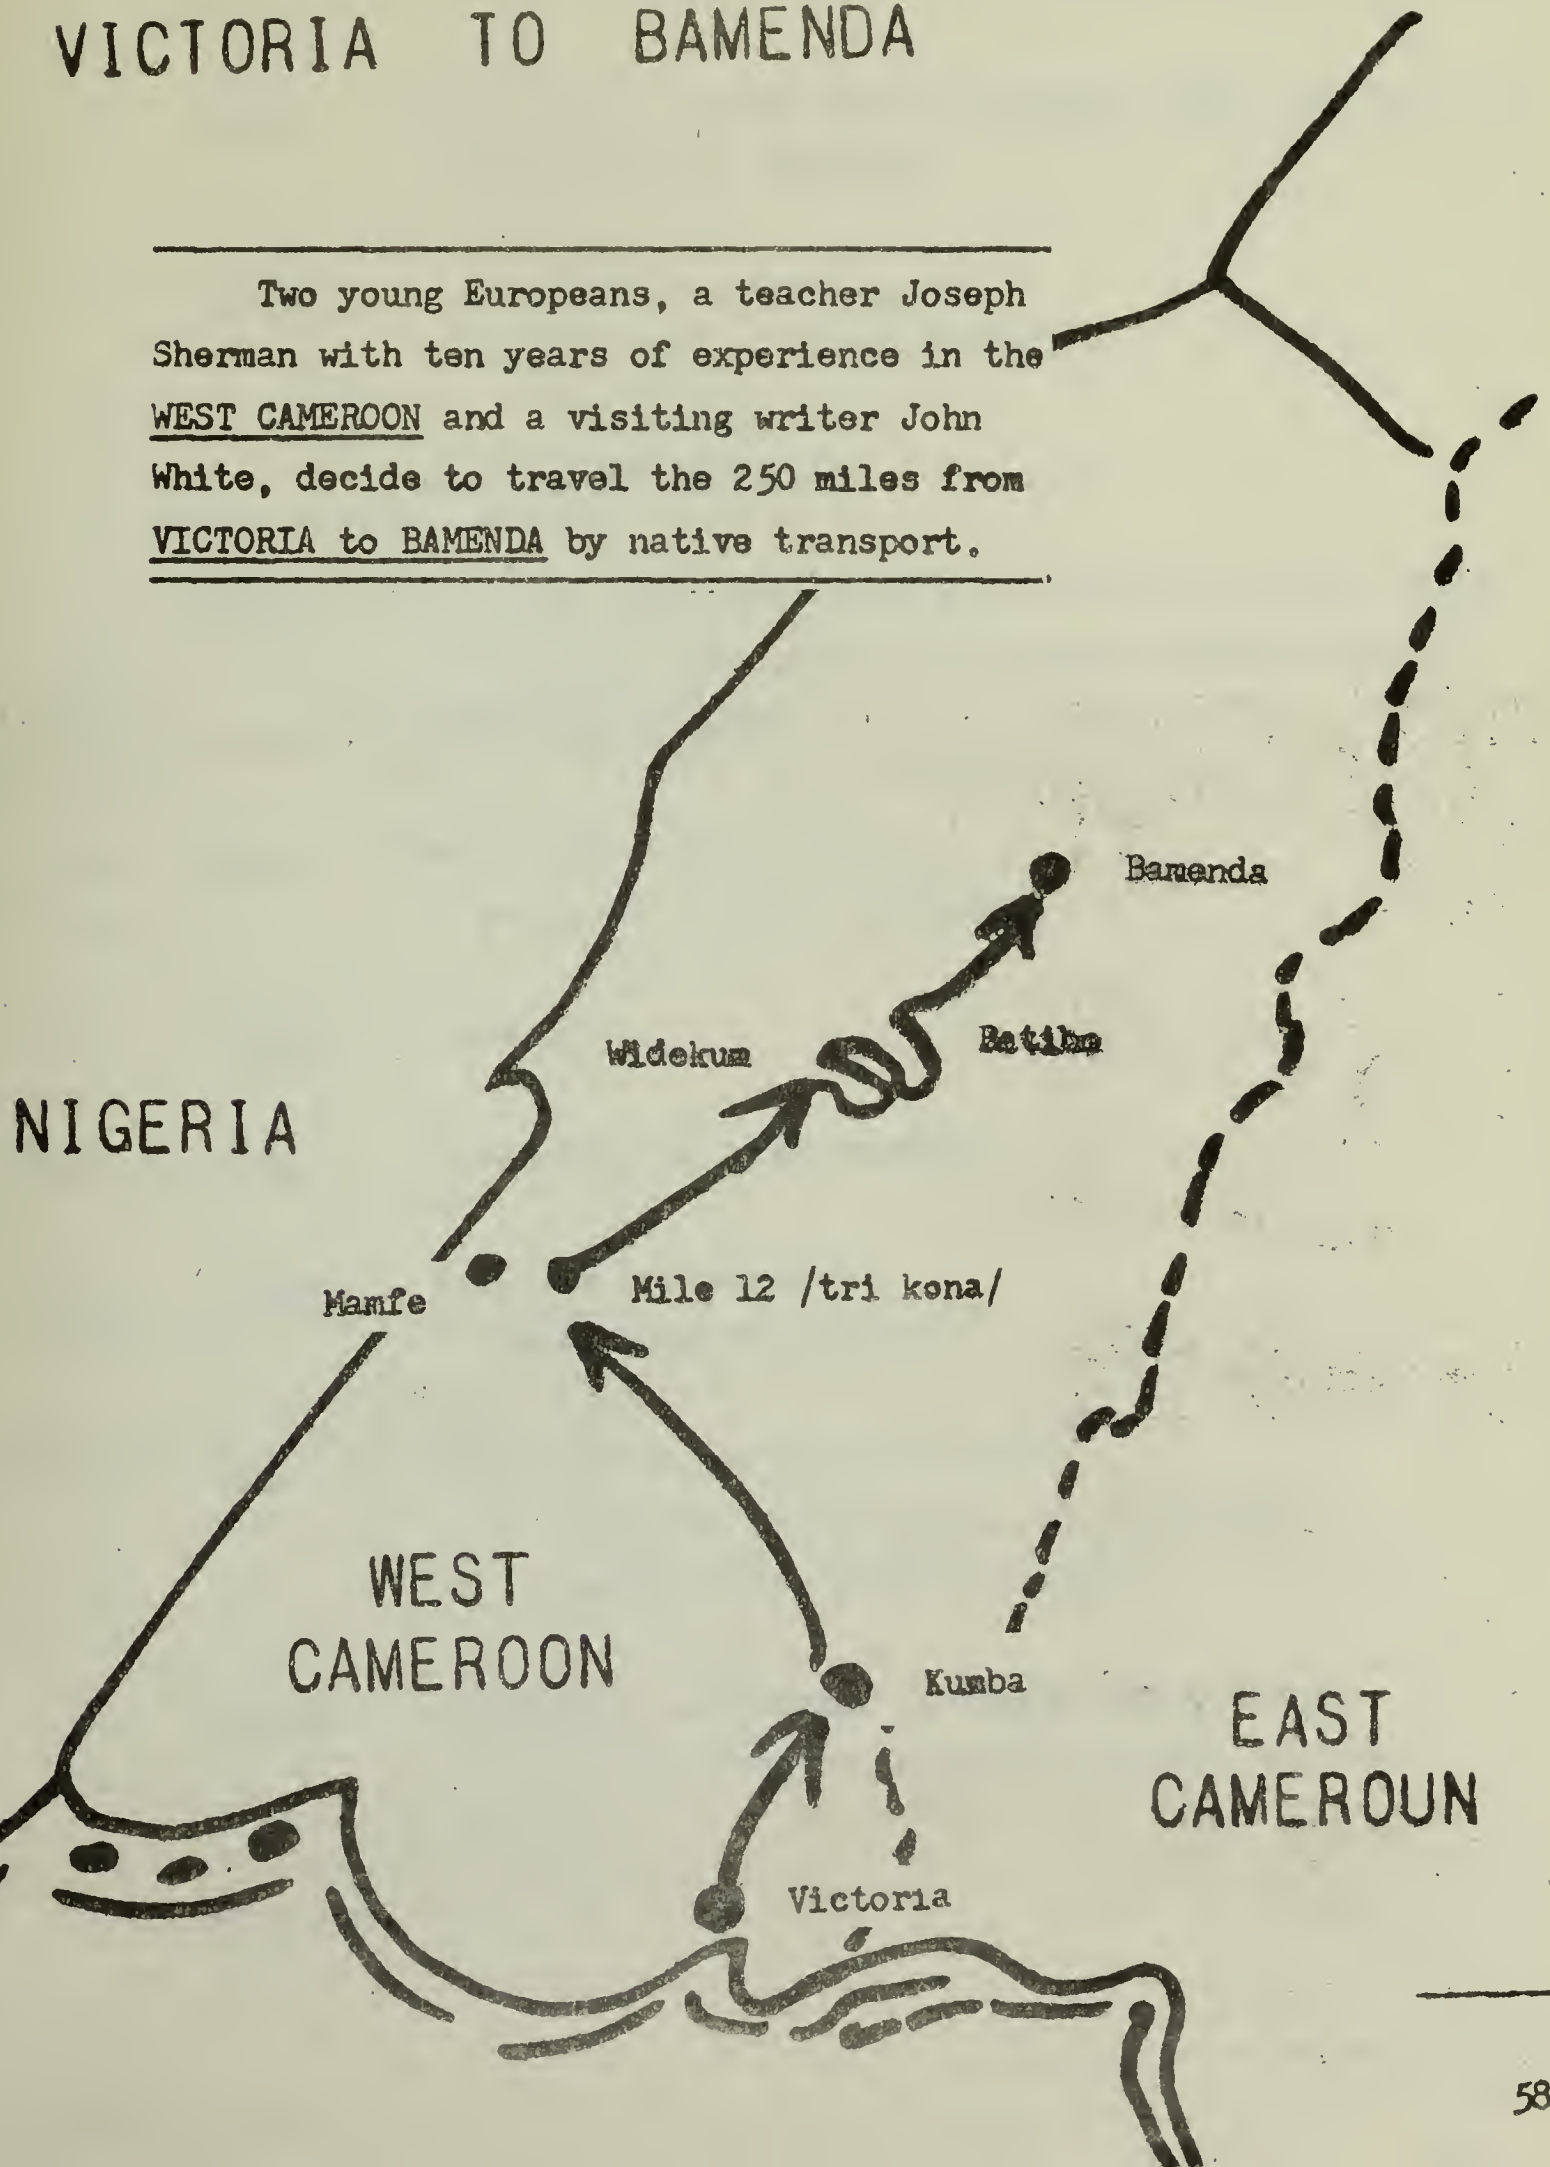 VICTORIA TO BAMENDA
Two young Europeans, a teacher Joseph
Sherman with ten years of experience in the
WEST CAMEROON and a visiting writer John
White, decide to travel the 250 miles from
VICTORIA to BAMENDA by native transport.
Bamenda
Widekum
Batibo
NIGERIA
Mamfe
Mile 12 /tri kona/
WEST
CAMEROON
Kumba
EAST
CAMEROUN
Victoria
58